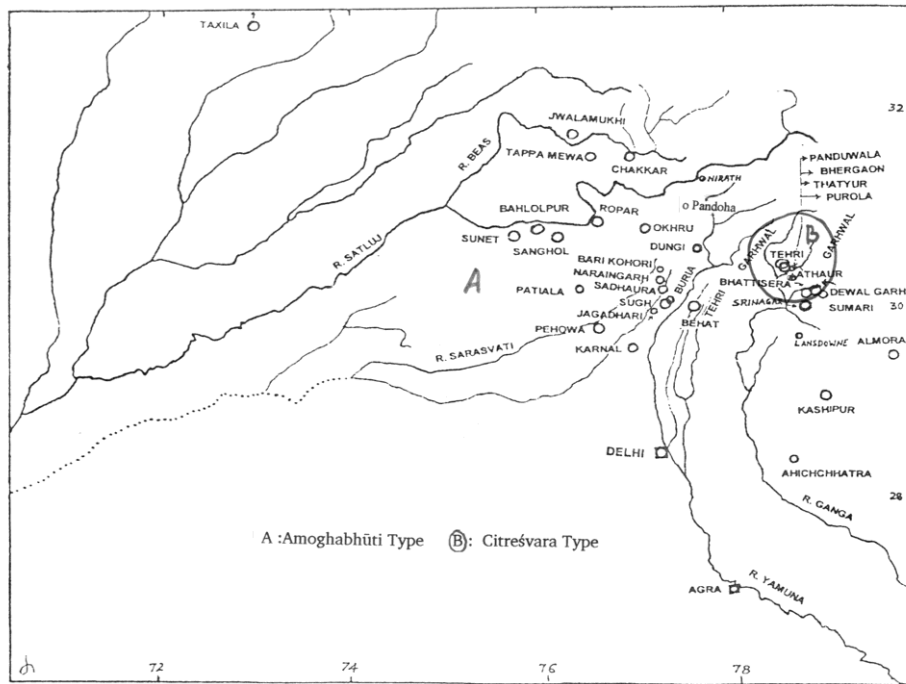 TAXILA
32
JWALAMUKHI
R. BEAS
TAPPA MEWA
CHAKKAR
NIRATH
PANDUWALA
BHERGAON
THATYUR
PUROLA
Pandoha
BAHLOLPUR
ROPAR
OKHRU
SUNET
SANGHOL
DUNGI
GARHWAL
B
GARHWAL
R. SATLUJ
A
BARI KOHORI
TEHRI
ATHAUR
NARAINGARH
BHATTISERA
PATIALA
SADHAURA
BURIA
DEWAL GARH
SUGH
TEHRI
SRINAGAR
SUMARI
30
JAGADHARI
BEHAT
PEHOWA
R. SARASVATI
KARNAL
LANSDOWNE
ALMORA
KASHIPUR
DELHI
AHICHCHHATRA
28
R. GANGA
A :Amoghabhūti Type B: Citreśvara Type
R. YAMUNA
AGRA
72
74
76
78